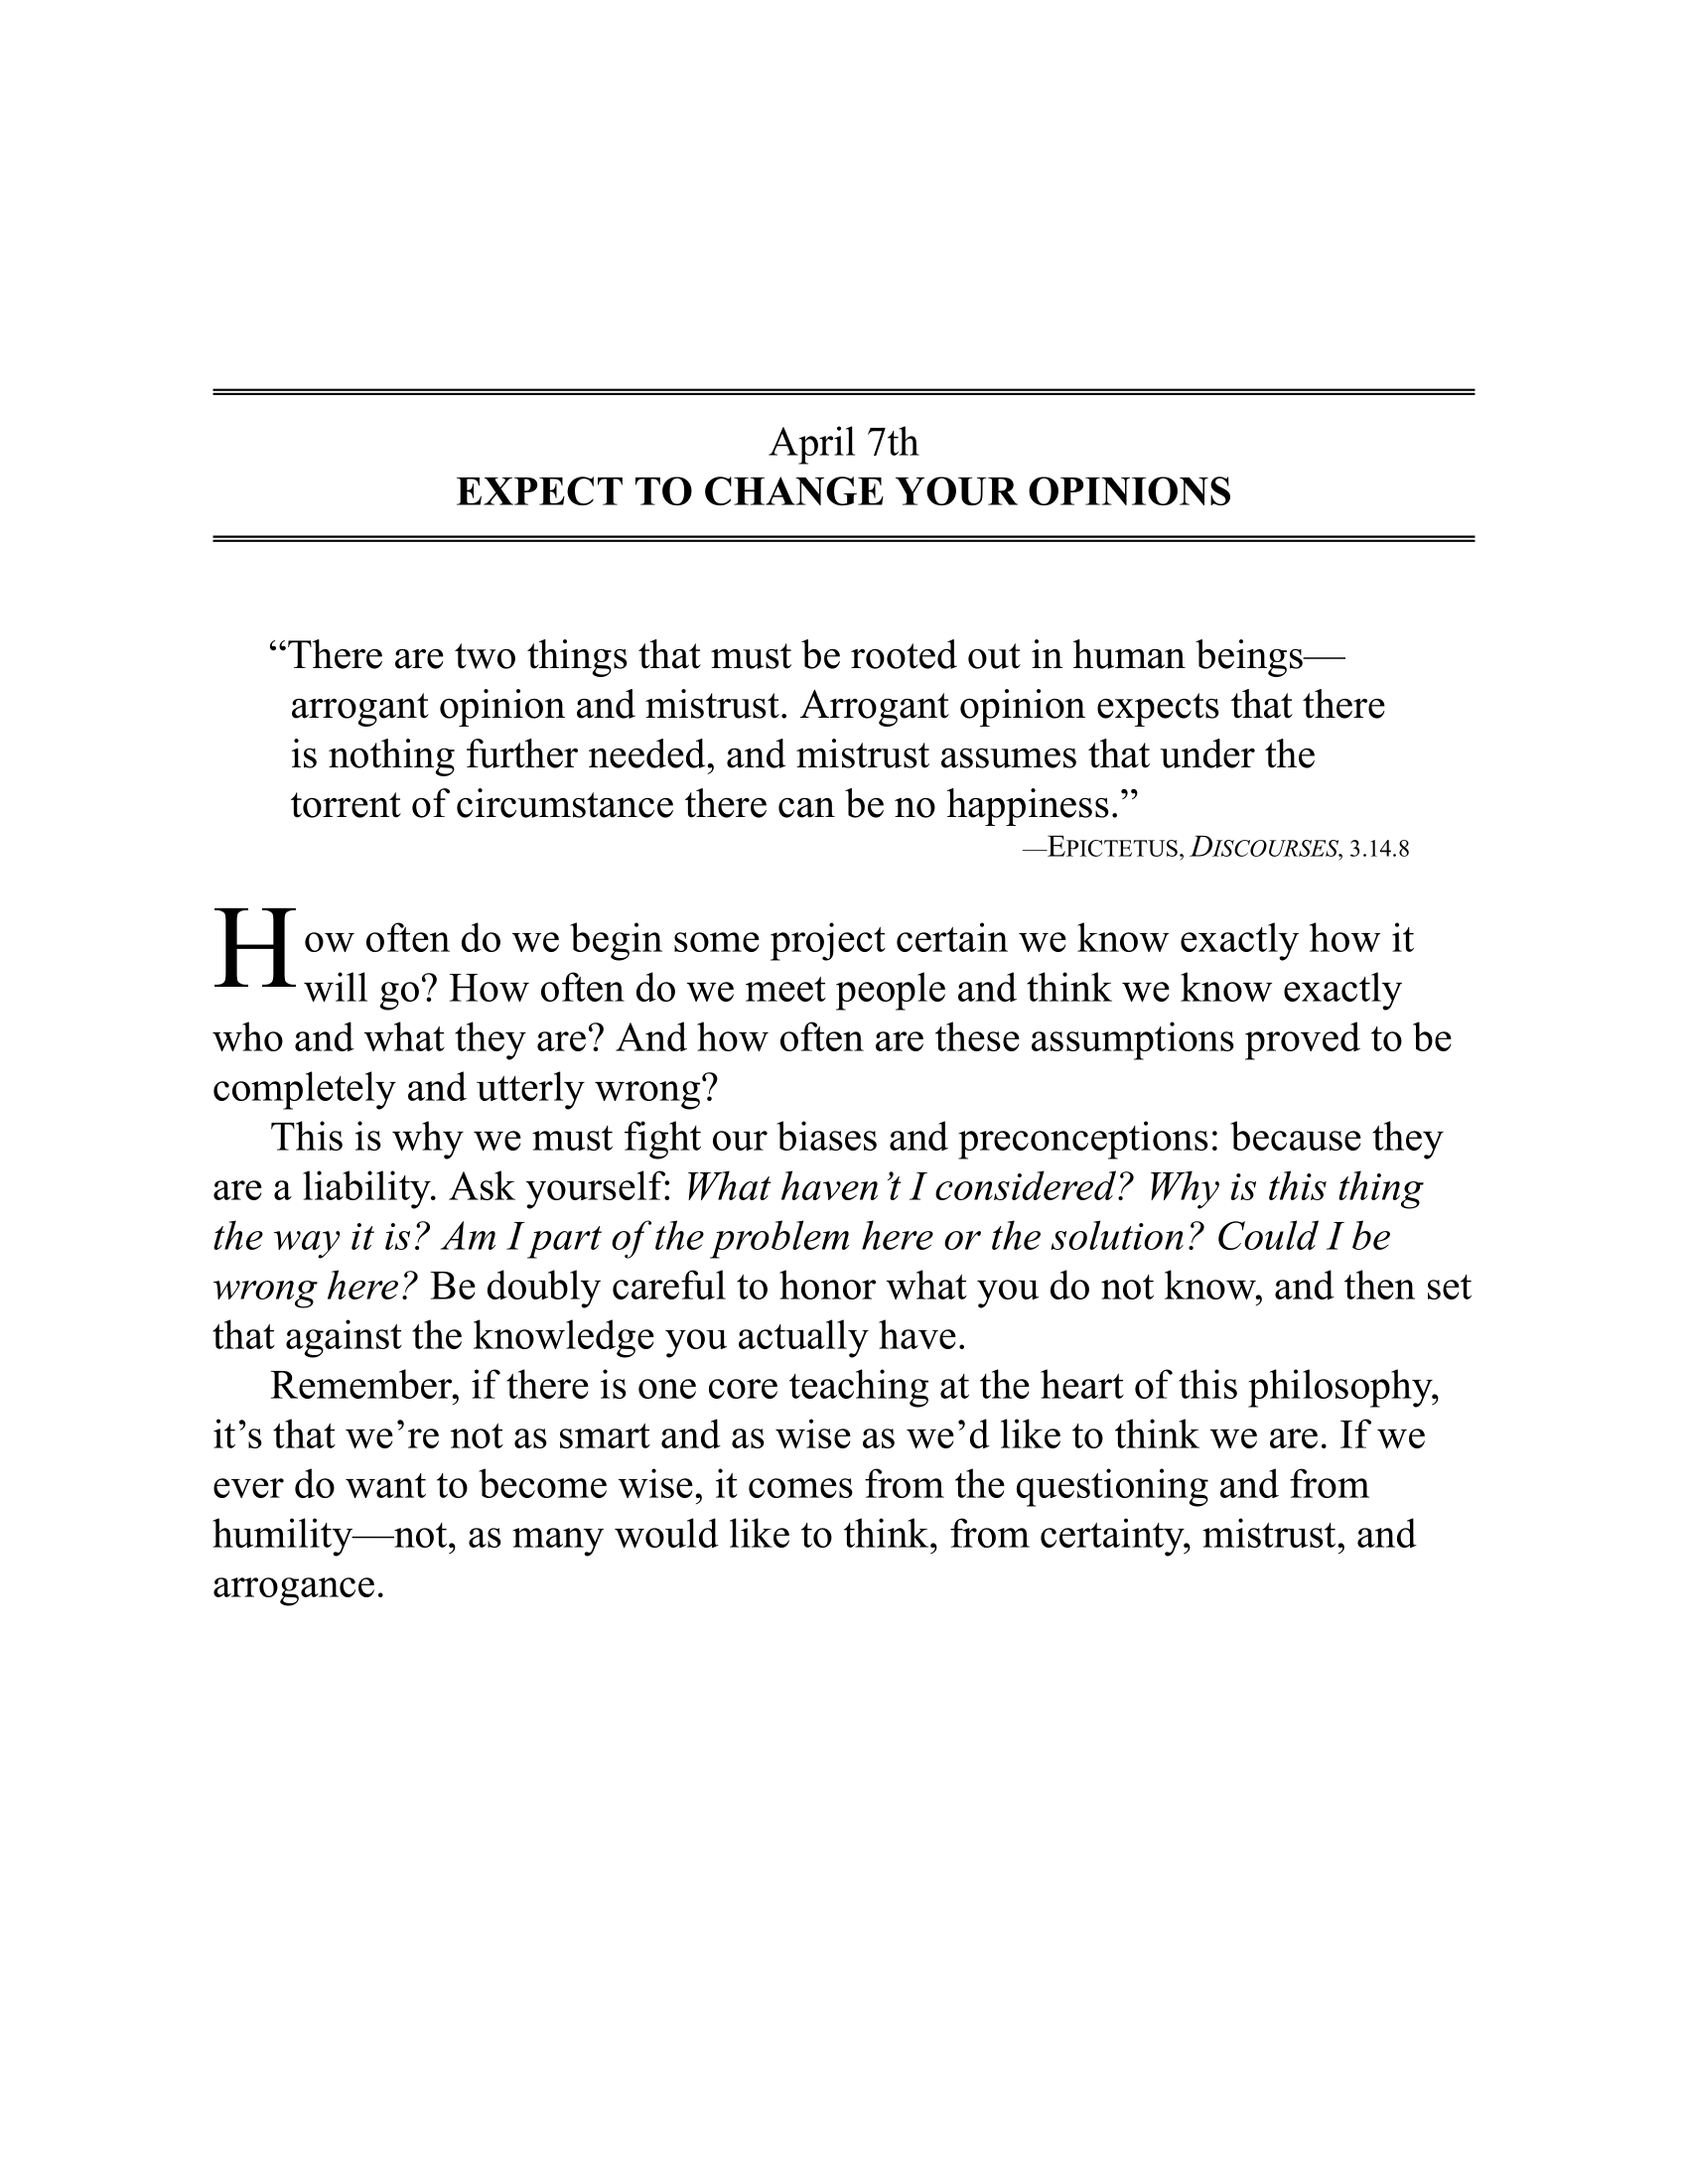 April 7th
EXPECT TO CHANGE YOUR OPINIONS
“There are two things that must be rooted out in human beings—
arrogant opinion and mistrust. Arrogant opinion expects that there
is nothing further needed, and mistrust assumes that under the
torrent of circumstance there can be no happiness.”
—EPICTETUS, DISCOURSES, 3.14.8
How often do we begin some project certain we know exactly how it
will go? How often do we meet people and think we know exactly
who and what they are? And how often are these assumptions proved to be
completely and utterly wrong?
This is why we must fight our biases and preconceptions: because they
are a liability. Ask yourself: What haven’t I considered? Why is this thing
the way it is? Am I part of the problem here or the solution? Could I be
wrong here? Be doubly careful to honor what you do not know, and then set
that against the knowledge you actually have.
Remember, if there is one core teaching at the heart of this philosophy,
it’s that we’re not as smart and as wise as we’d like to think we are. If we
ever do want to become wise, it comes from the questioning and from
humility—not, as many would like to think, from certainty, mistrust, and
arrogance.